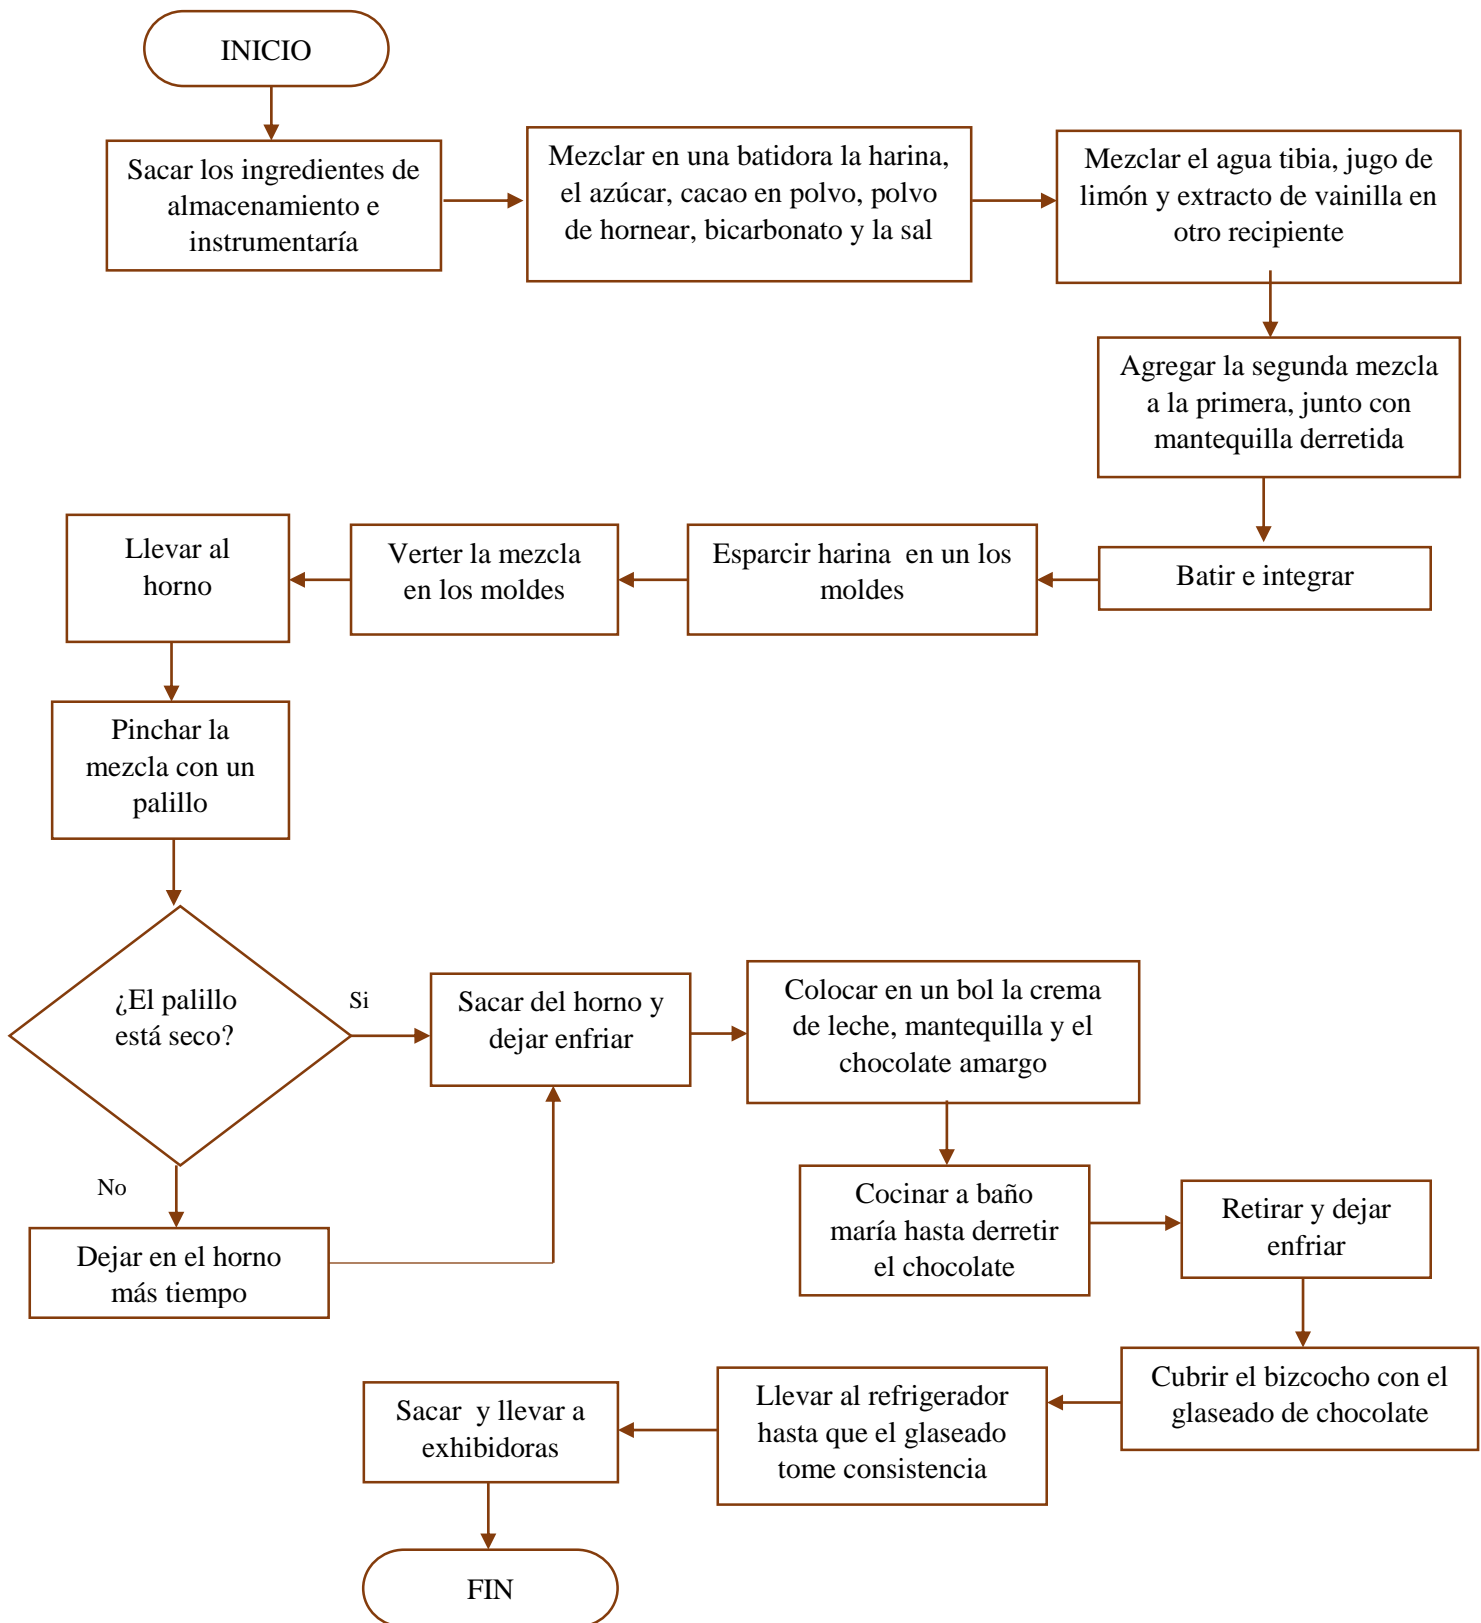 INICIO
Sacar los ingredientes de
almacenamiento e
instrumentaría
Mezclar en una batidora la harina,
el azúcar, cacao en polvo, polvo
de hornear, bicarbonato y la sal
Mezclar el agua tibia, jugo de
limón y extracto de vainilla en
otro recipiente
Agregar la segunda mezcla
a la primera, junto con
mantequilla derretida
Batir e integrar
Esparcir harina  en un los
moldes
Verter la mezcla
en los moldes
Llevar al
horno
Pinchar la
mezcla con un
palillo
¿El palillo
está seco?
Si
No
Dejar en el horno
más tiempo
Sacar del horno y
dejar enfriar
Colocar en un bol la crema
de leche, mantequilla y el
chocolate amargo
Cocinar a baño
maría hasta derretir
el chocolate
Retirar y dejar
enfriar
Cubrir el bizcocho con el
glaseado de chocolate
Llevar al refrigerador
hasta que el glaseado
tome consistencia
Sacar  y llevar a
exhibidoras
FIN